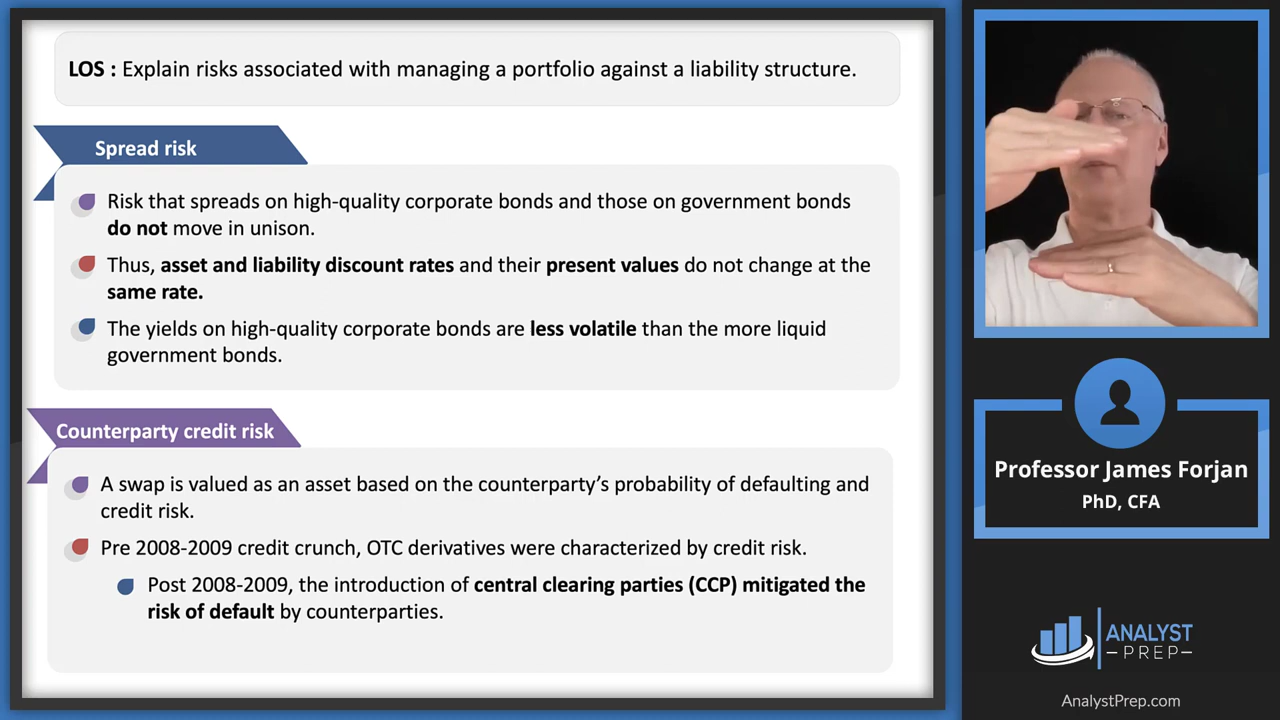 LOS : Explain risks associated with managing a portfolio against a liability structure.
Spread risk
Risk that spreads on high-quality corporate bonds and those on government bonds
do not move in unison.
Thus, asset and liability discount rates and their present values do not change at the
same rate.
The yields on high-quality corporate bonds are less volatile than the more liquid
government bonds.
Counterparty credit risk
A swap is valued as an asset based on the counterparty’s probability of defaulting and
credit risk.
Pre 2008-2009 credit crunch, OTC derivatives were characterized by credit risk.
Post 2008-2009, the introduction of central clearing parties (CCP) mitigated the
risk of default by counterparties.
Professor James Forjan
PhD, CFA
ANALYST
PREP
AnalystPrep.com